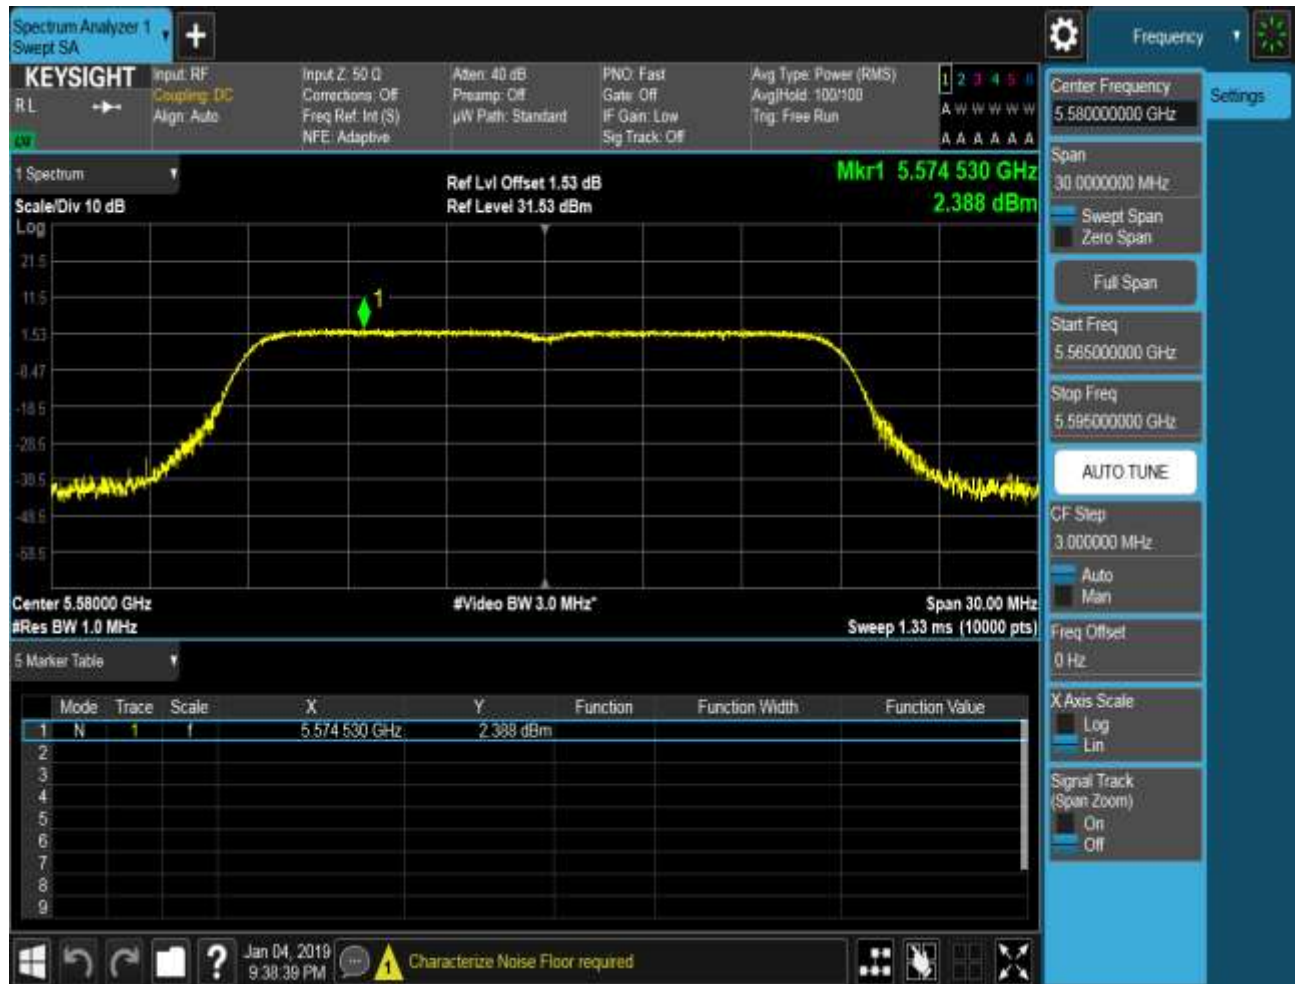 Spectrum Analyzer 1
Swept SA
Frequency
KEYSIGHT
RL
Input: RF
Coupling: DC
Align: Auto
Input Z: 50 Ω
Corrections: Off
Freq Ref: Int (S)
NFE: Adaptive
Atten: 40 dB
Preamp: Off
µW Path: Standard
PNO: Fast
Gate: Off
IF Gain: Low
Sig Track: Off
Avg Type: Power (RMS)
Avg|Hold: 100/100
Trig: Free Run
1 2 3 4 5 6
A W W W W W
A A A A A A
1 Spectrum
Scale/Div 10 dB
Ref Lvl Offset 1.53 dB
Ref Level 31.53 dBm
Mkr1 5.574 530 GHz
2.388 dBm
Log
21.5
11.5
1.53
-8.47
-18.5
-28.5
-38.5
-48.5
-58.5
1
Center 5.58000 GHz
#Res BW 1.0 MHz
#Video BW 3.0 MHz*
Span 30.00 MHz
Sweep 1.33 ms (10000 pts)
5 Marker Table
Mode Trace Scale X Y Function Function Width Function Value
1 N 1 f 5.574 530 GHz 2.388 dBm
2
3
4
5
6
7
8
9
Jan 04, 2019
9:38:39 PM
1
Characterize Noise Floor required
Center Frequency
5.580000000 GHz
Settings
Span
30.0000000 MHz
Swept Span
Zero Span
Full Span
Start Freq
5.565000000 GHz
Stop Freq
5.595000000 GHz
AUTO TUNE
CF Step
3.000000 MHz
Auto
Man
Freq Offset
0 Hz
X Axis Scale
Log
Lin
Signal Track
(Span Zoom)
On
Off